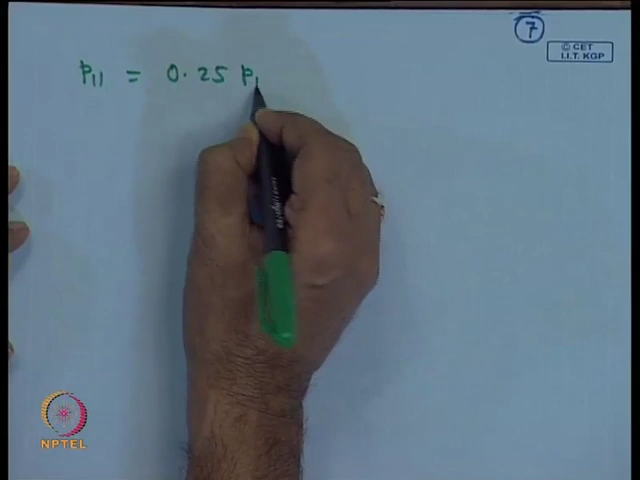 7
© CET
I.I.T. KGP
P11 = 0.25 P1
NPTEL